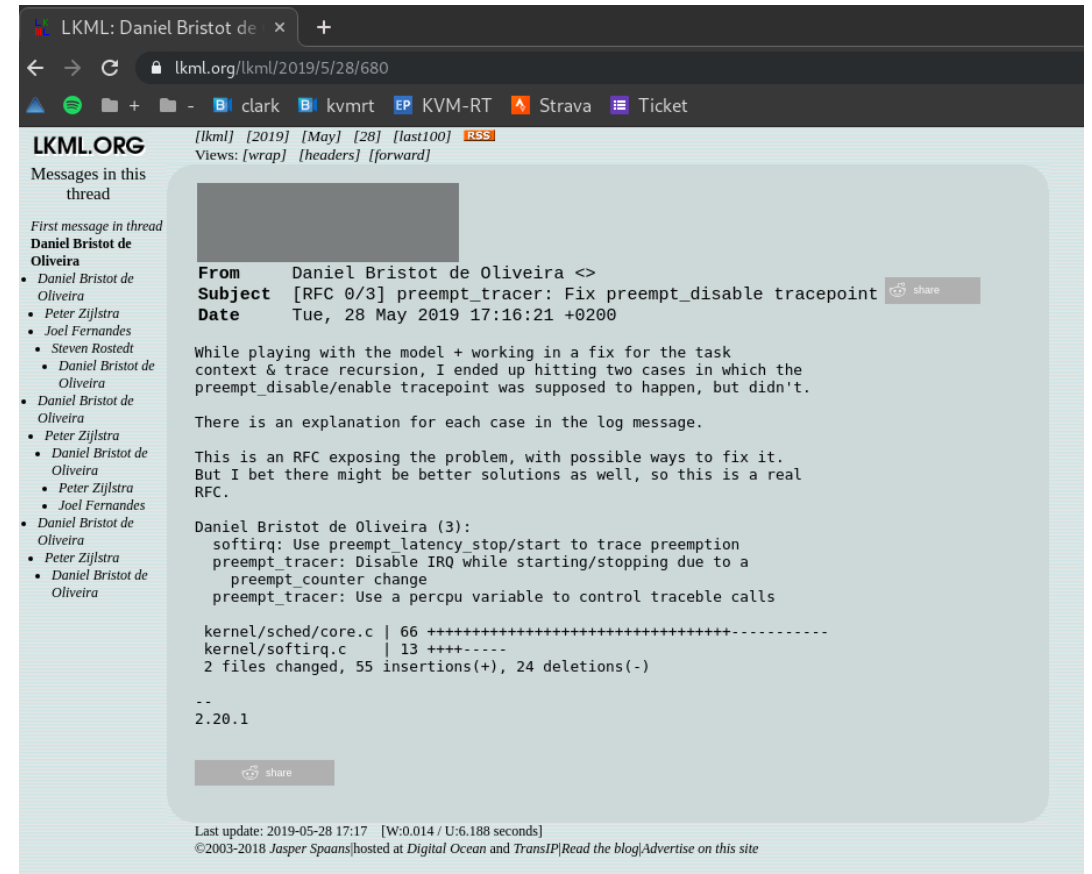 LKML: Daniel Bristot de
lkml.org/lkml/2019/5/28/680
+ - clark kvmrt EP KVM-RT Strava Ticket
LKML.ORG
Messages in this
thread
First message in thread
Daniel Bristot de
Oliveira
Daniel Bristot de
Oliveira
Peter Zijlstra
Joel Fernandes
Steven Rostedt
Daniel Bristot de
Oliveira
Daniel Bristot de
Oliveira
Peter Zijlstra
Daniel Bristot de
Oliveira
Peter Zijlstra
Joel Fernandes
Daniel Bristot de
Oliveira
Peter Zijlstra
Daniel Bristot de
Oliveira
[lkml] [2019] [May] [28] [last100] RSS
Views: [wrap] [headers] [forward]
From Daniel Bristot de Oliveira <>
Subject [RFC 0/3] preempt_tracer: Fix preempt_disable tracepoint share
Date Tue, 28 May 2019 17:16:21 +0200
While playing with the model + working in a fix for the task
context & trace recursion, I ended up hitting two cases in which the
preempt_disable/enable tracepoint was supposed to happen, but didn't.
There is an explanation for each case in the log message.
This is an RFC exposing the problem, with possible ways to fix it.
But I bet there might be better solutions as well, so this is a real
RFC.
Daniel Bristot de Oliveira (3):
softirq: Use preempt_latency_stop/start to trace preemption
preempt_tracer: Disable IRQ while starting/stopping due to a
preempt_counter change
preempt_tracer: Use a percpu variable to control traceble calls
kernel/sched/core.c | 66 ++++++++++++++++++++++++++++++++++-----------
kernel/softirq.c | 13 ++++-----
2 files changed, 55 insertions(+), 24 deletions(-)
--
2.20.1
share
Last update: 2019-05-28 17:17 [W:0.014 / U:6.188 seconds]
©2003-2018 Jasper Spaans|hosted at Digital Ocean and TransIP|Read the blog|Advertise on this site